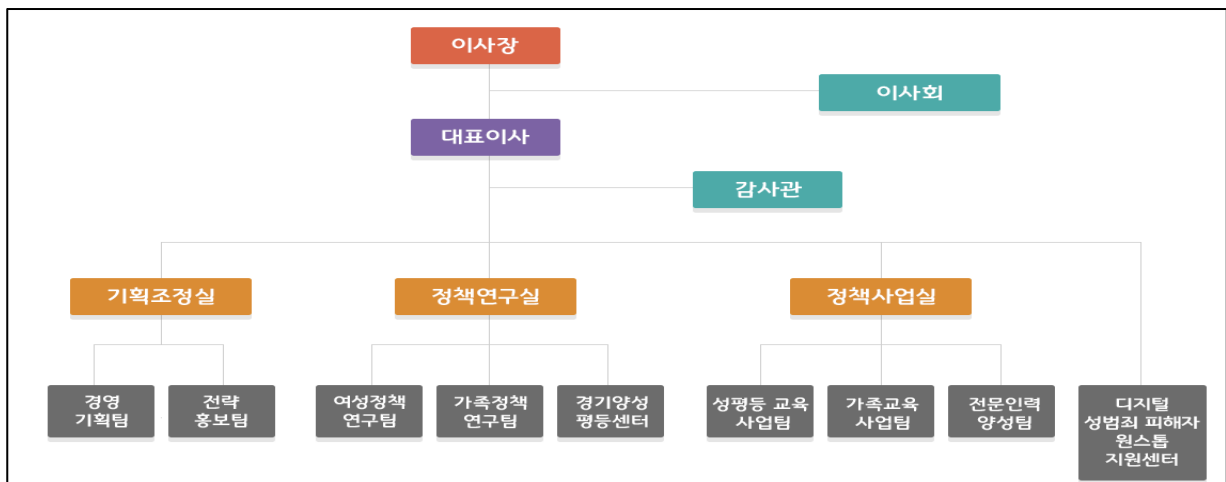 이사장
이사회
대표이사
감사관
기획조정실
정책연구실
정책사업실
경영
기획팀
전략
홍보팀
여성정책
연구팀
가족정책
연구팀
경기양성
평등센터
성평등 교육
사업팀
가족교육
사업팀
전문인력
양성팀
디지털
성범죄 피해자
원스톱
지원센터